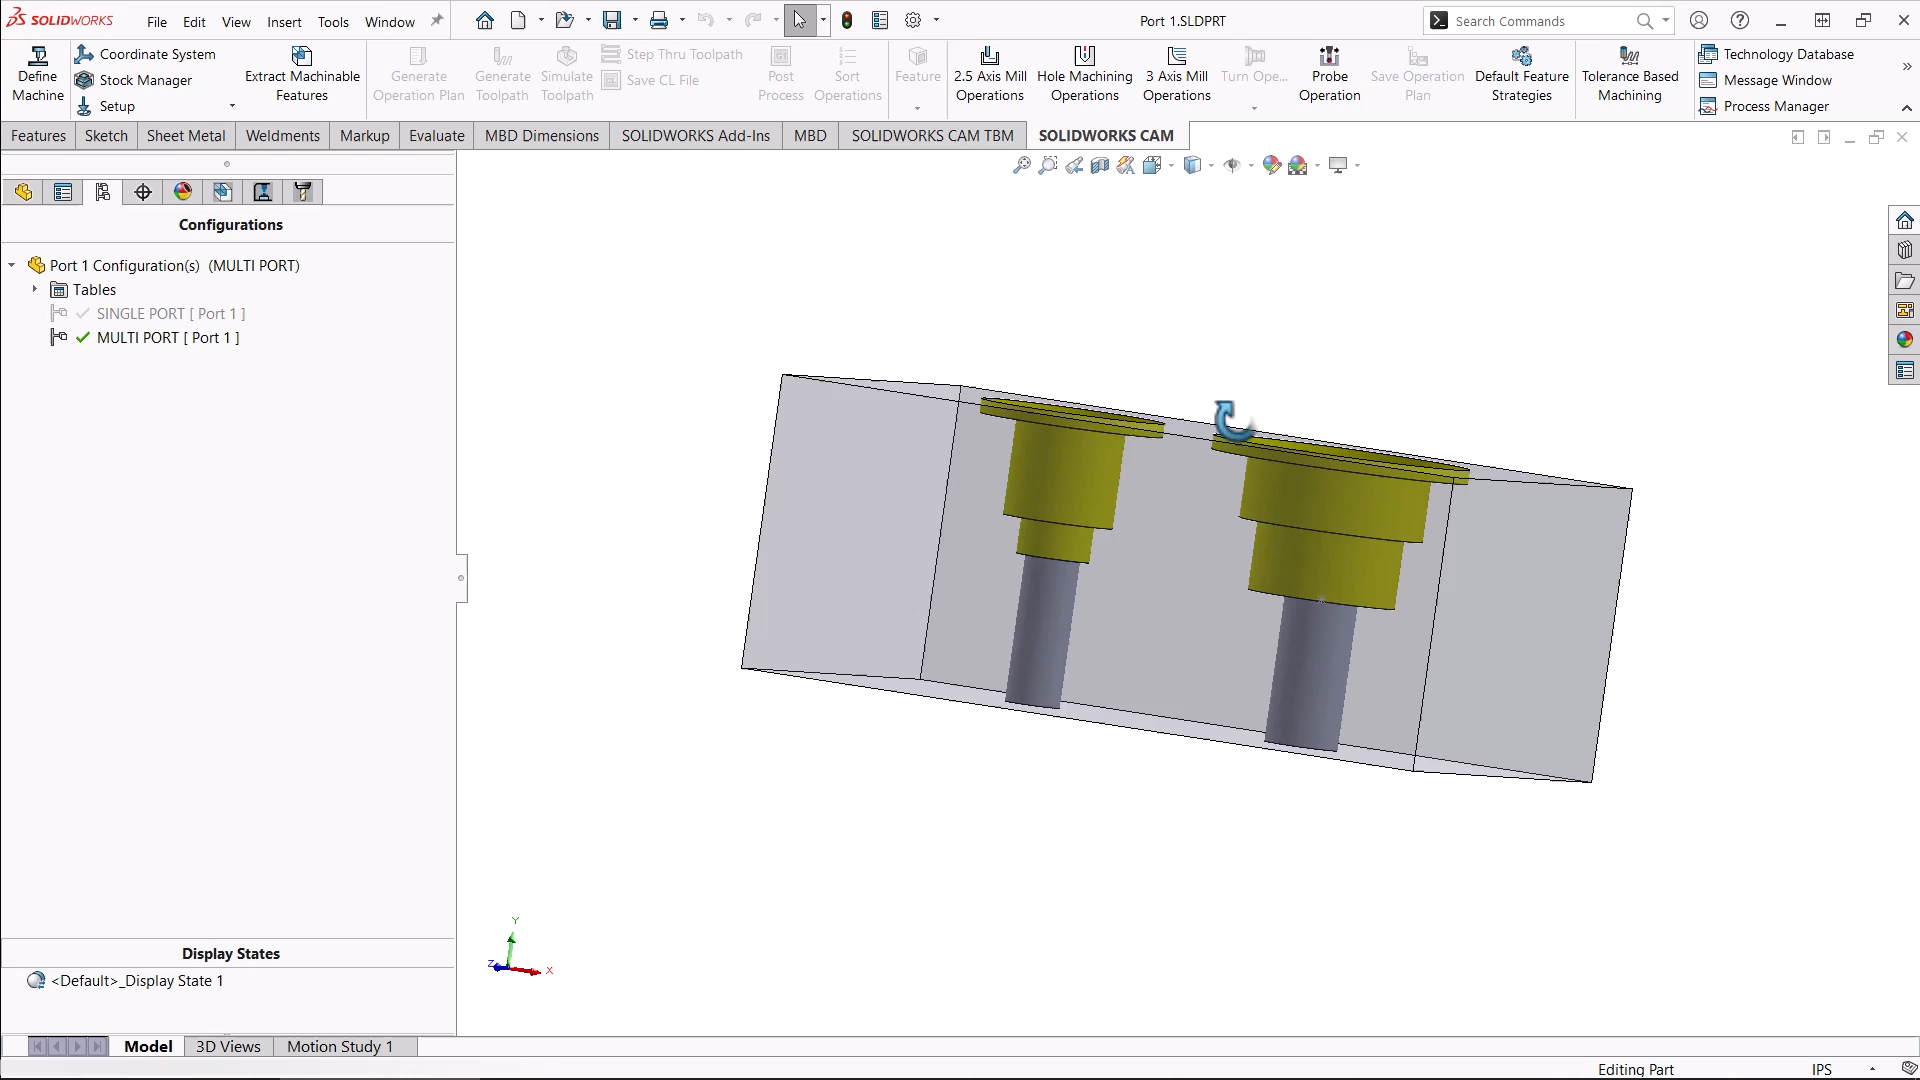 SOLIDWORKS File Edit View Insert Tools Window Port 1.SLDPRT Search Commands
Define Machine
Coordinate System
Stock Manager
Setup
Extract Machinable Features
Generate Operation Plan
Generate Toolpath
Simulate Toolpath
Step Thru Toolpath
Save CL File
Post Process
Sort Operations
Feature
2.5 Axis Mill Operations
Hole Machining Operations
3 Axis Mill Operations
Turn Ope...
Probe Operation
Save Operation Plan
Default Feature Strategies
Tolerance Based Machining
Technology Database
Message Window
Process Manager
Features Sketch Sheet Metal Weldments Markup Evaluate MBD Dimensions SOLIDWORKS Add-Ins MBD SOLIDWORKS CAM TBM SOLIDWORKS CAM
Configurations
Port 1 Configuration(s) (MULTI PORT)
Tables
SINGLE PORT [ Port 1 ]
MULTI PORT [ Port 1 ]
Y
Z X
Display States
<Default>_Display State 1
Model 3D Views Motion Study 1
Editing Part IPS